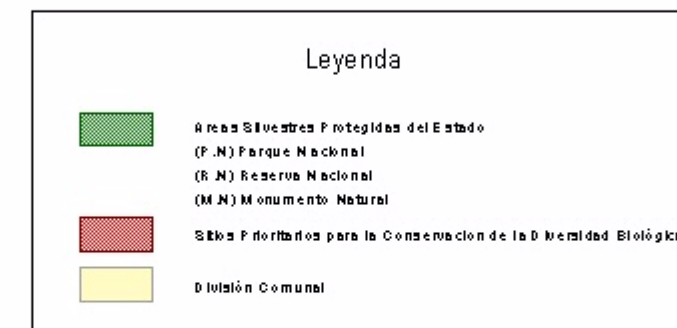 Leyenda
Areas Silvestres Protegidas del Estado
(P.N) Parque Nacional
(R.N) Reserva Nacional
(M.N) Monumento Natural
Sitios Prioritarios para la Conservacion de la Diversidad Biológic
División Comunal